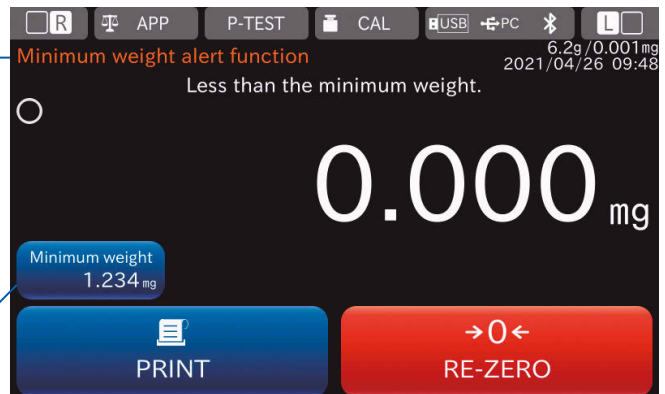 R APP P-TEST CAL USB PC L
Minimum weight alert function
6.2g/0.001mg
2021/04/26 09:48
Less than the minimum weight.
0.000 mg
Minimum weight
1.234 mg
→0←
PRINT
RE-ZERO